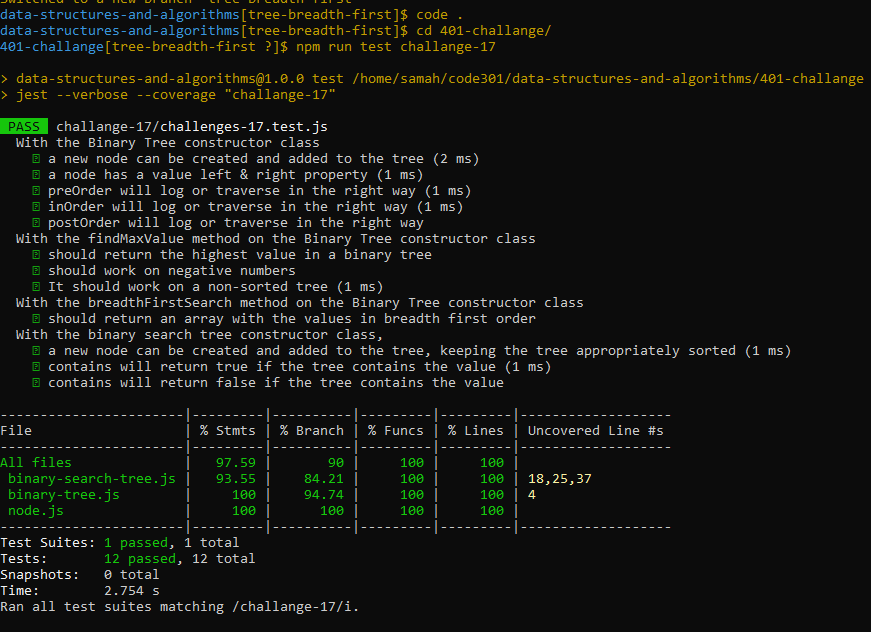 Switched to a new branch 'tree-breadth-first'
data-structures-and-algorithms[tree-breadth-first]$ code .
data-structures-and-algorithms[tree-breadth-first]$ cd 401-challange/
401-challange[tree-breadth-first ?]$ npm run test challange-17
> data-structures-and-algorithms@1.0.0 test /home/samah/code301/data-structures-and-algorithms/401-challange
> jest --verbose --coverage "challange-17"
PASS challange-17/challenges-17.test.js
With the Binary Tree constructor class
a new node can be created and added to the tree (2 ms)
a node has a value left & right property (1 ms)
preOrder will log or traverse in the right way (1 ms)
inOrder will log or traverse in the right way (1 ms)
postOrder will log or traverse in the right way
With the findMaxValue method on the Binary Tree constructor class
should return the highest value in a binary tree
should work on negative numbers
It should work on a non-sorted tree (1 ms)
With the breadthFirstSearch method on the Binary Tree constructor class
should return an array with the values in breadth first order
With the binary search tree constructor class,
a new node can be created and added to the tree, keeping the tree appropriately sorted (1 ms)
contains will return true if the tree contains the value (1 ms)
contains will return false if the tree contains the value
-----------------------|---------|----------|---------|---------|-------------------
File | % Stmts | % Branch | % Funcs | % Lines | Uncovered Line #s
-----------------------|---------|----------|---------|---------|-------------------
All files | 97.59 | 90 | 100 | 100 |
binary-search-tree.js | 93.55 | 84.21 | 100 | 100 | 18,25,37
binary-tree.js | 100 | 94.74 | 100 | 100 | 4
node.js | 100 | 100 | 100 | 100 |
-----------------------|---------|----------|---------|---------|-------------------
Test Suites: 1 passed, 1 total
Tests: 12 passed, 12 total
Snapshots: 0 total
Time: 2.754 s
Ran all test suites matching /challange-17/i.